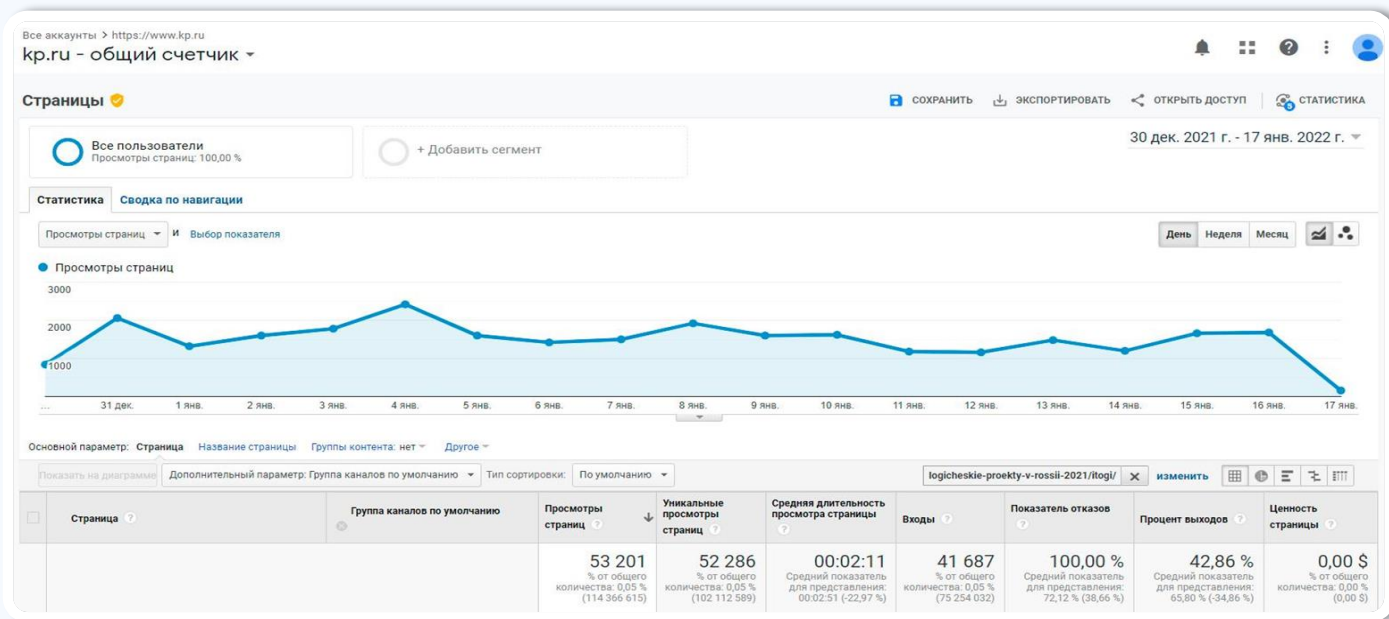 Все аккаунты > https://www.kp.ru
kp.ru - общий счетчик
Страницы
СОХРАНИТЬ
ЭКСПОРТИРОВАТЬ
ОТКРЫТЬ ДОСТУП
5
СТАТИСТИКА
Все пользователи
Просмотры страниц: 100,00 %
+ Добавить сегмент
30 дек. 2021 г. - 17 янв. 2022 г.
Статистика
Сводка по навигации
Просмотры страниц
и
Выбор показателя
День
Неделя
Месяц
Просмотры страниц
3000
2000
1000
...
31 дек.
1 янв.
2 янв.
3 янв.
4 янв.
5 янв.
6 янв.
7 янв.
8 янв.
9 янв.
10 янв.
11 янв.
12 янв.
13 янв.
14 янв.
15 янв.
16 янв.
17 янв.
Основной параметр: Страница
Название страницы
Группы контента: нет
Другое
Показать на диаграмме
Дополнительный параметр: Группа каналов по умолчанию
Тип сортировки:
По умолчанию
logicheskie-proekty-v-rossii-2021/itogi/
изменить
Страница ?
Группа каналов по умолчанию
Просмотры
страниц ?
Уникальные
просмотры
страниц ?
Средняя длительность
просмотра страницы
?
Входы ?
Показатель отказов
?
Процент выходов ?
Ценность
страницы ?
53 201
% от общего
количества: 0,05 %
(114 366 615)
52 286
% от общего
количества: 0,05 %
(102 112 589)
00:02:11
Средний показатель
для представления:
00:02:51 (-22,97 %)
41 687
% от общего
количества: 0,05 %
(75 254 032)
100,00 %
Средний показатель
для представления:
72,12 % (38,66 %)
42,86 %
Средний показатель
для представления:
65,80 % (-34,86 %)
0,00 $
% от общего
количества: 0,00 %
(0,00 $)